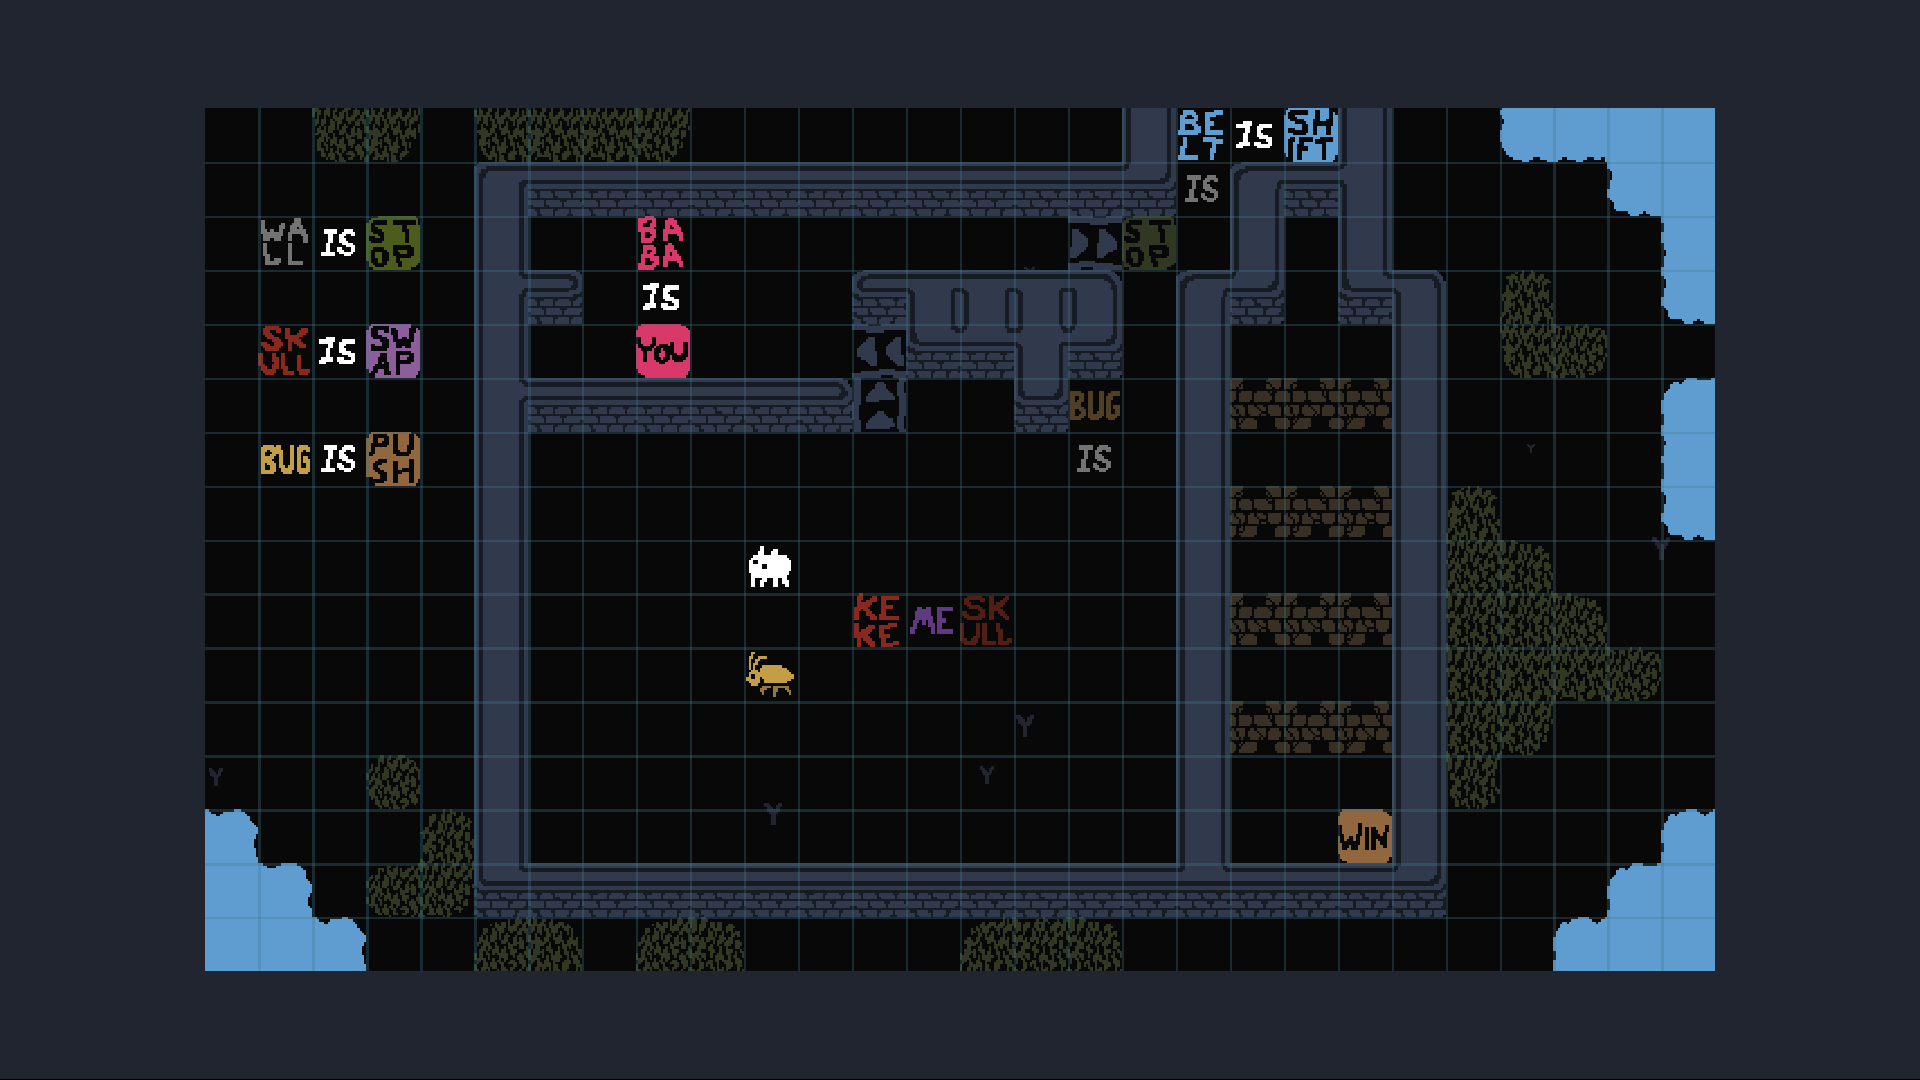 BELT IS SHIFT
IS
WALL IS STOP
BABA
STOP
IS
SKULL IS SWAP
YOU
BUG
BUG IS PUSH
IS
KEKE ME SKULL
WIN